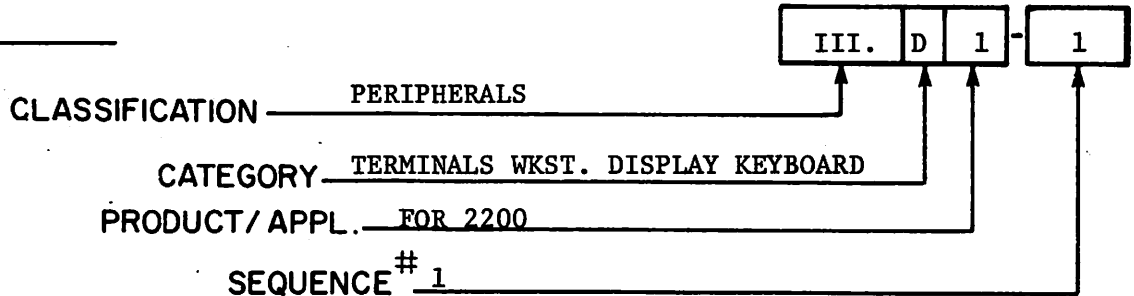 III. D 1 - 1
CLASSIFICATION PERIPHERALS
CATEGORY TERMINALS WKST. DISPLAY KEYBOARD
PRODUCT/APPL. FOR 2200
SEQUENCE # 1